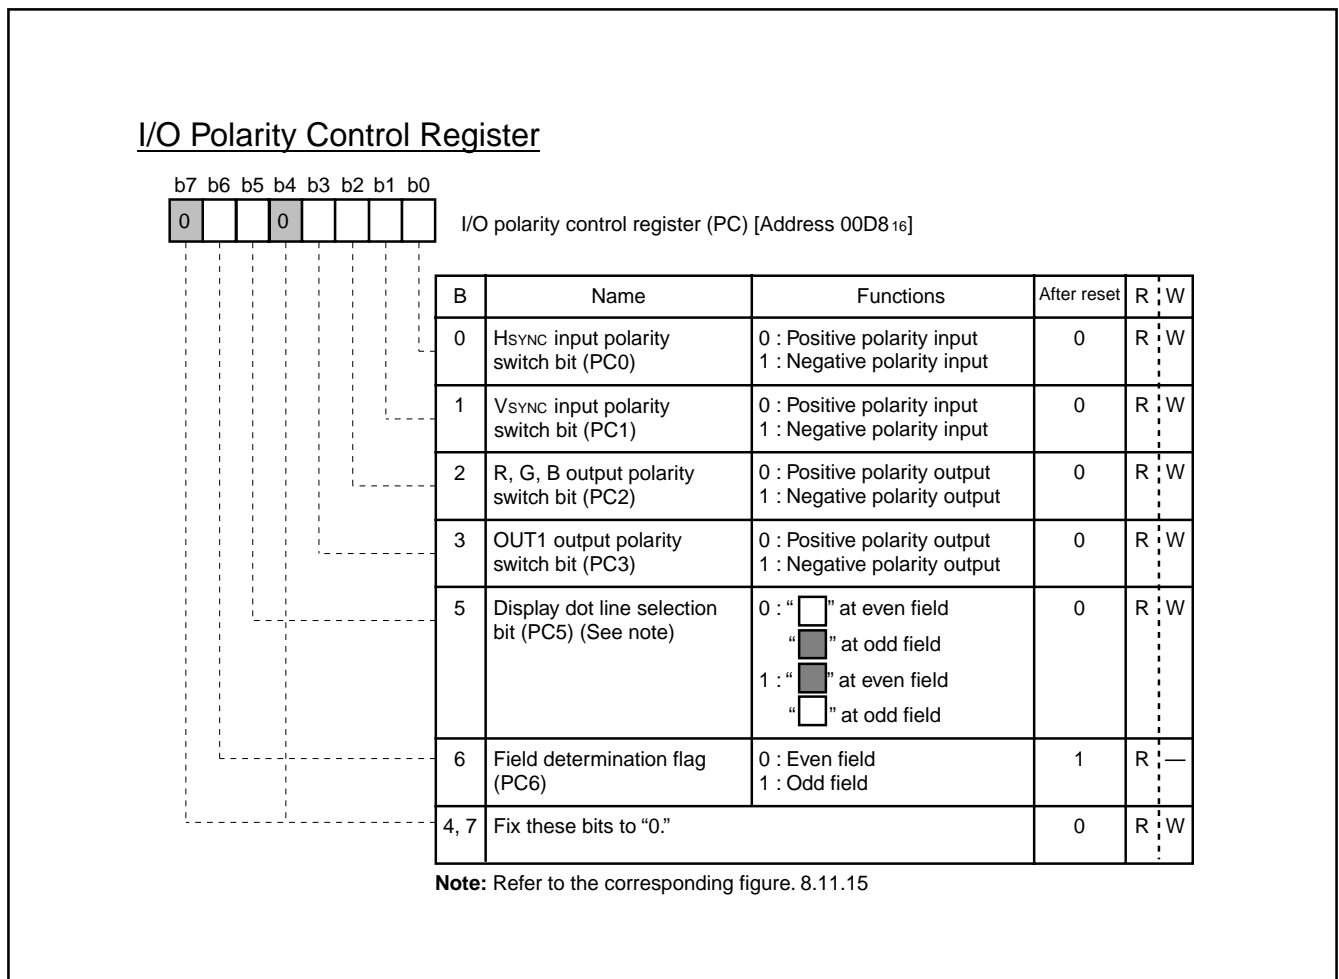 I/O Polarity Control Register
b7 b6 b5 b4 b3 b2 b1 b0
0 0
I/O polarity control register (PC) [Address 00D816]
B Name Functions After reset R W
0 HSYNC input polarity 0 : Positive polarity input 0 R W
switch bit (PC0) 1 : Negative polarity input
1 VSYNC input polarity 0 : Positive polarity input 0 R W
switch bit (PC1) 1 : Negative polarity input
2 R, G, B output polarity 0 : Positive polarity output 0 R W
switch bit (PC2) 1 : Negative polarity output
3 OUT1 output polarity 0 : Positive polarity output 0 R W
switch bit (PC3) 1 : Negative polarity output
5 Display dot line selection 0 : “ ” at even field 0 R W
bit (PC5) (See note) “ ” at odd field
1 : “ ” at even field
“ ” at odd field
6 Field determination flag 0 : Even field 1 R —
(PC6) 1 : Odd field
4, 7 Fix these bits to “0.” 0 R W
Note: Refer to the corresponding figure. 8.11.15